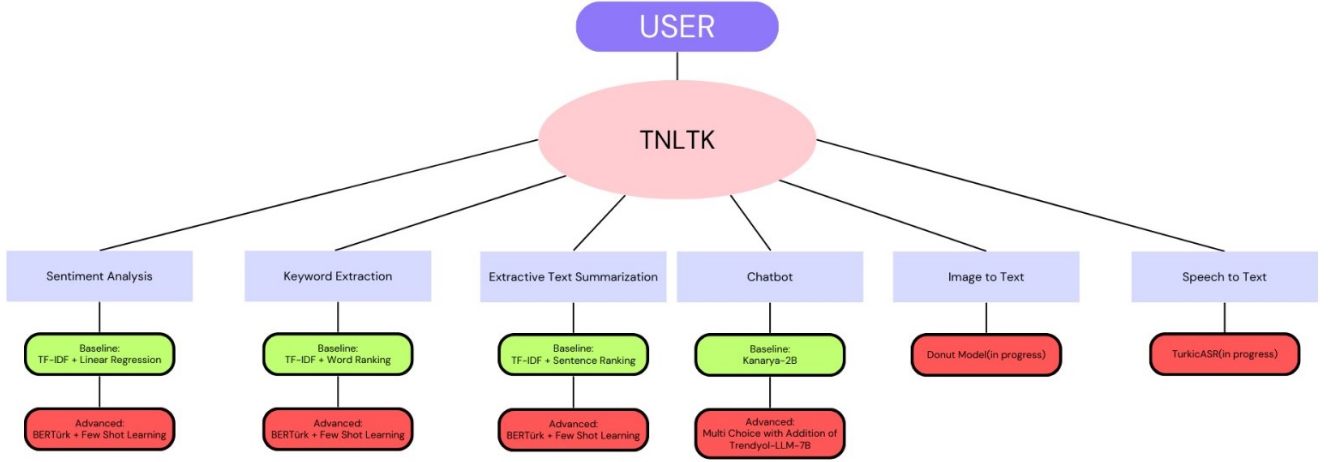 USER
TNLTK
Sentiment Analysis
Keyword Extraction
Extractive Text Summarization
Chatbot
Image to Text
Speech to Text
Baseline:
TF-IDF + Linear Regression
Baseline:
TF-IDF + Word Ranking
Baseline:
TF-IDF + Sentence Ranking
Baseline:
Kanarya-2B
Donut Model(in progress)
TurkicASR(in progress)
Advanced:
BERTürk + Few Shot Learning
Advanced:
BERTürk + Few Shot Learning
Advanced:
BERTürk + Few Shot Learning
Advanced:
Multi Choice with Addition of
Trendyol-LLM-7B